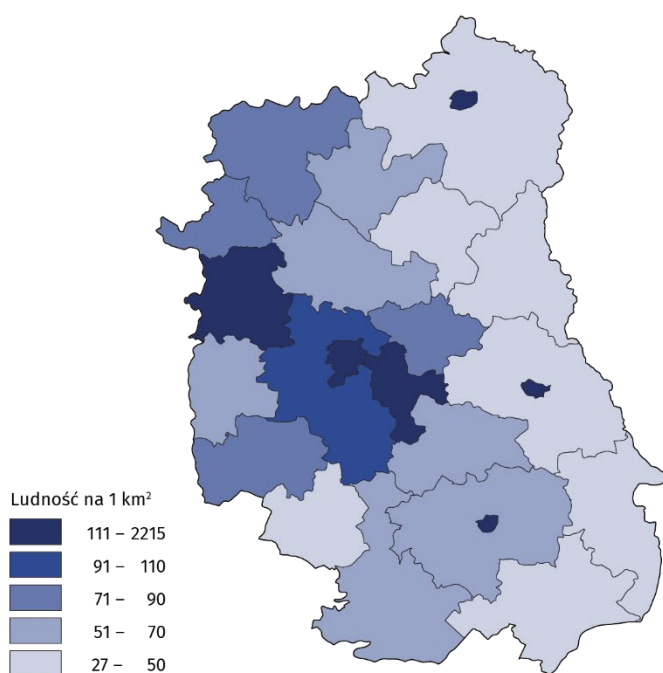 Ludność na 1 km²
111 – 2215
91 – 110
71 – 90
51 – 70
27 – 50